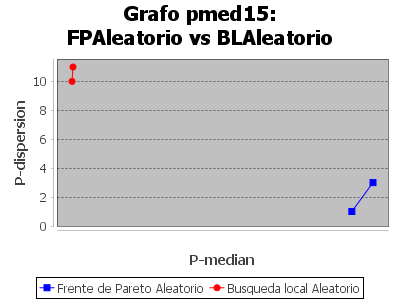 Grafo pmed15:
FPAleatorio vs BLAleatorio
P-dispersion
10
8
6
4
2
0
P-median
Frente de Pareto Aleatorio
Busqueda local Aleatorio